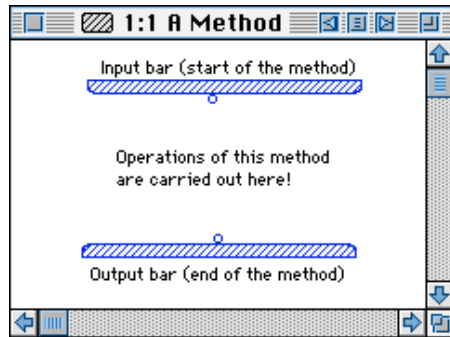 1:1 A Method
Input bar (start of the method)
Operations of this method
are carried out here!
Output bar (end of the method)